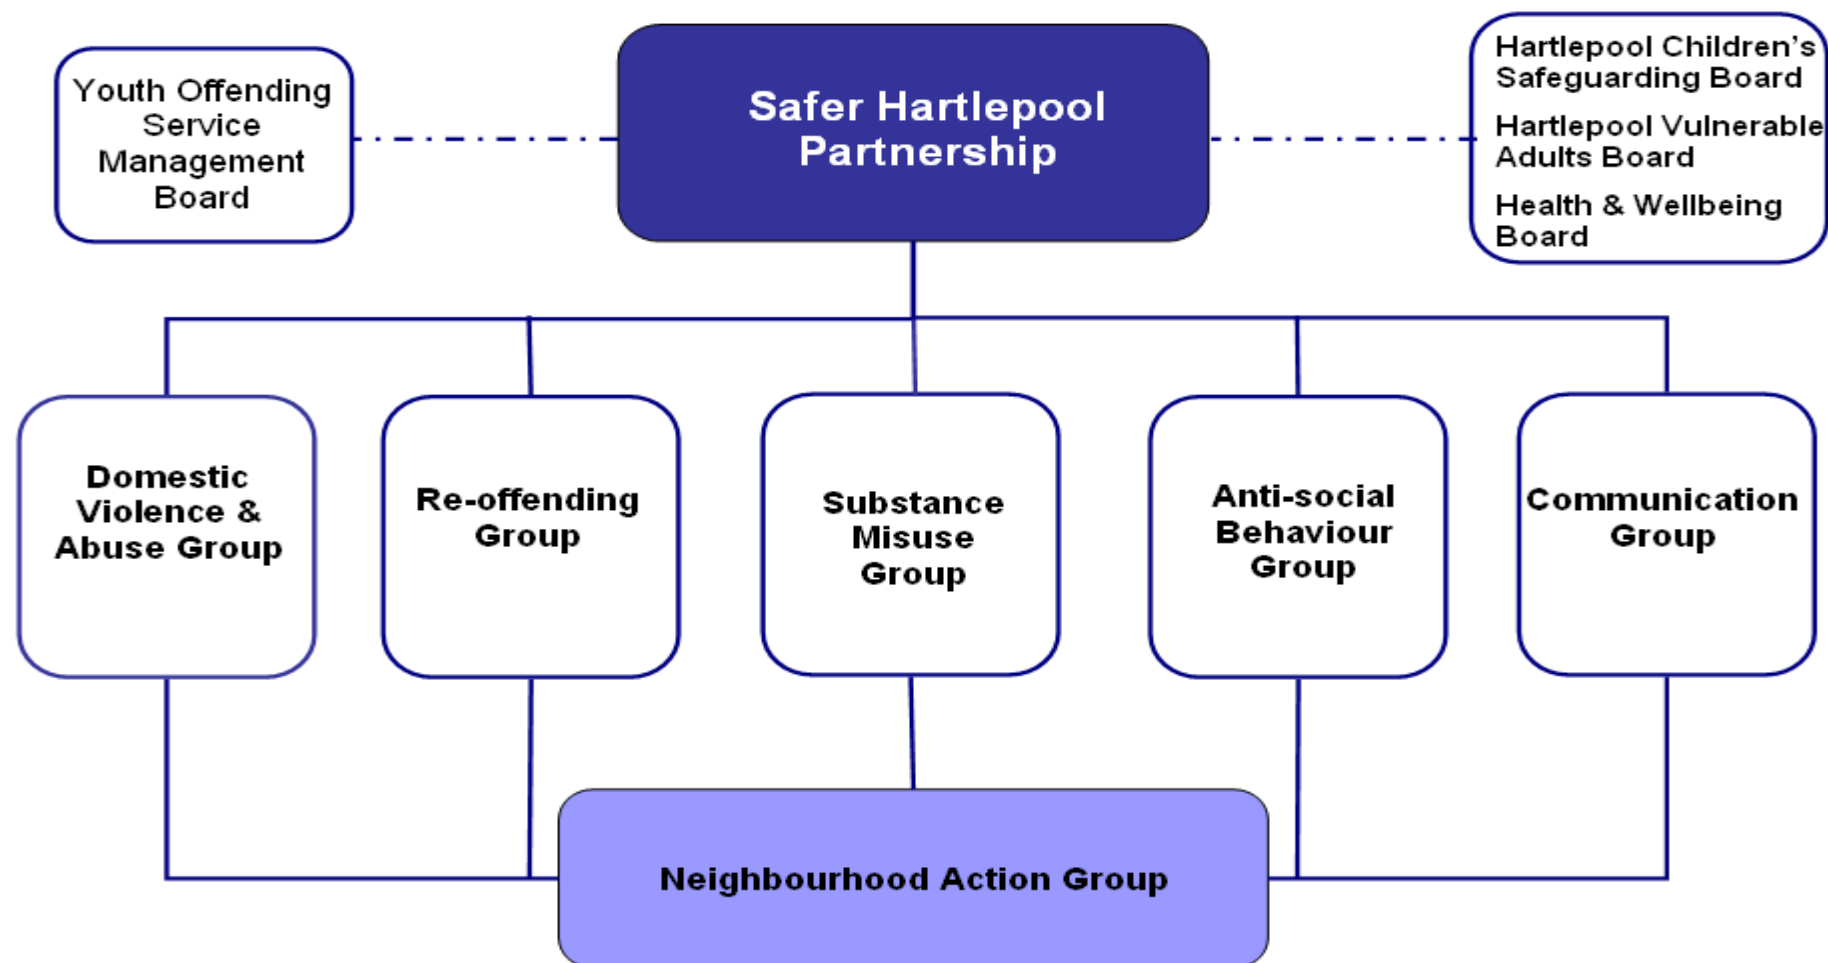 Youth Offending
Service
Management
Board
Safer Hartlepool
Partnership
Hartlepool Children’s
Safeguarding Board
Hartlepool Vulnerable
Adults Board
Health & Wellbeing
Board
Domestic
Violence &
Abuse Group
Re-offending
Group
Substance
Misuse
Group
Anti-social
Behaviour
Group
Communication
Group
Neighbourhood Action Group